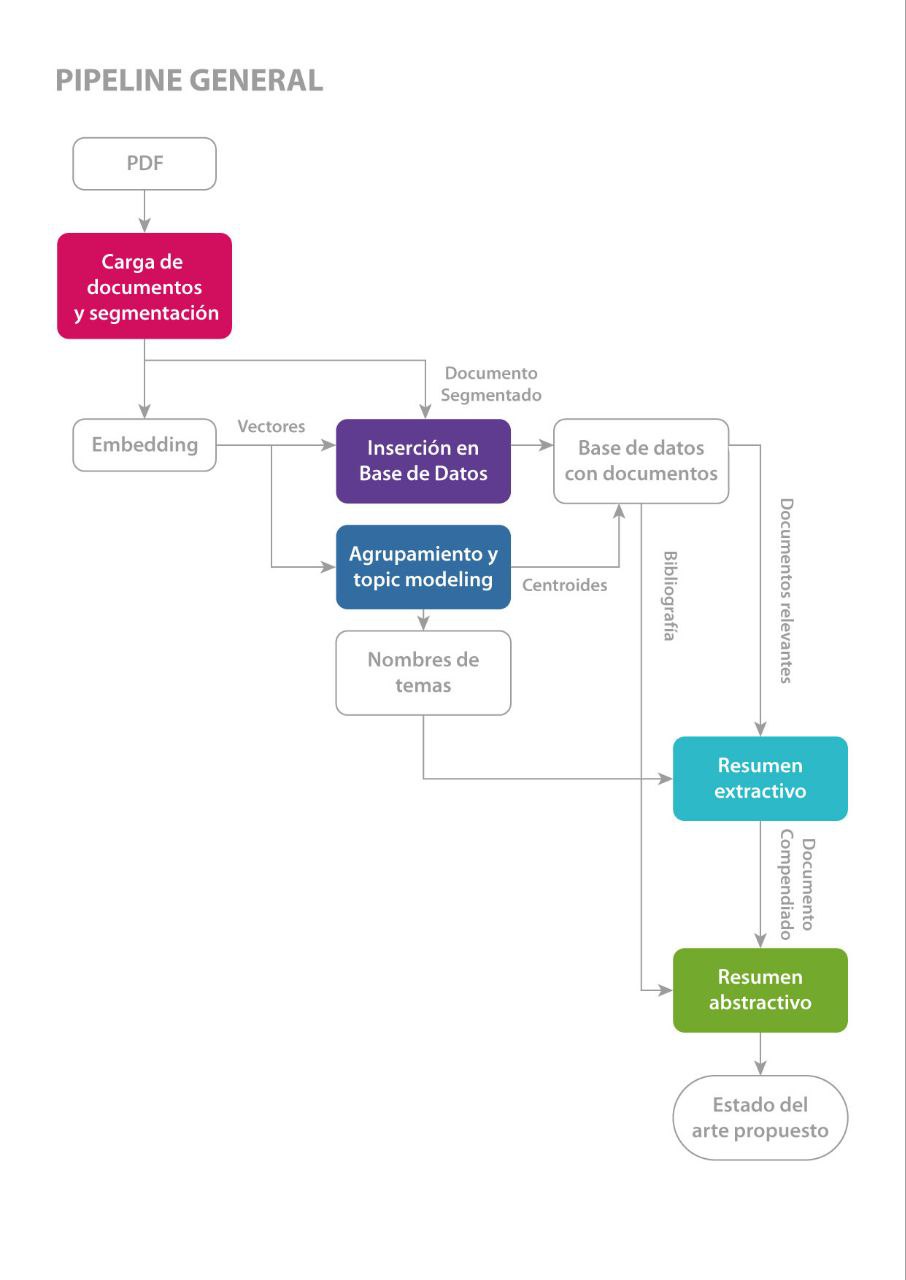 PIPELINE GENERAL
PDF
Carga de
documentos
y segmentación
Documento
Segmentado
Embedding
Vectores
Inserción en
Base de Datos
Base de datos
con documentos
Agrupamiento y
topic modeling
Centroides
Bibliografía
Documentos relevantes
Nombres de
temas
Resumen
extractivo
Documento
Compendiado
Resumen
abstractivo
Estado del
arte propuesto